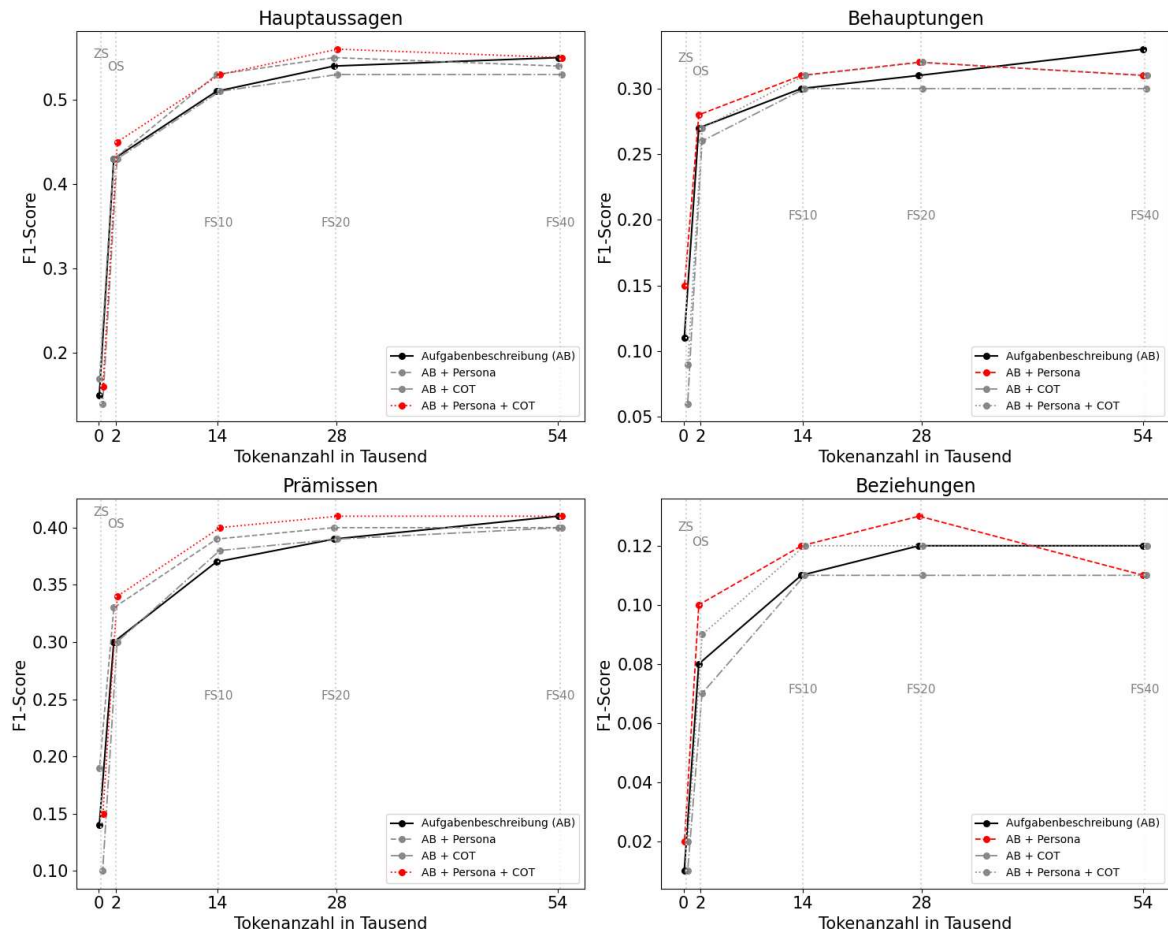 Hauptaussagen
ZS
OS
0.5
0.4
0.3
0.2
F1-Score
FS10
FS20
FS40
Aufgabenbeschreibung (AB)
AB + Persona
AB + COT
AB + Persona + COT
0 2 14 28 54
Tokenanzahl in Tausend
Behauptungen
ZS
OS
0.30
0.25
0.20
0.15
0.10
0.05
F1-Score
FS10
FS20
FS40
Aufgabenbeschreibung (AB)
AB + Persona
AB + COT
AB + Persona + COT
0 2 14 28 54
Tokenanzahl in Tausend
Prämissen
ZS
OS
0.40
0.35
0.30
0.25
0.20
0.15
0.10
F1-Score
FS10
FS20
FS40
Aufgabenbeschreibung (AB)
AB + Persona
AB + COT
AB + Persona + COT
0 2 14 28 54
Tokenanzahl in Tausend
Beziehungen
ZS
OS
0.12
0.10
0.08
0.06
0.04
0.02
F1-Score
FS10
FS20
FS40
Aufgabenbeschreibung (AB)
AB + Persona
AB + COT
AB + Persona + COT
0 2 14 28 54
Tokenanzahl in Tausend